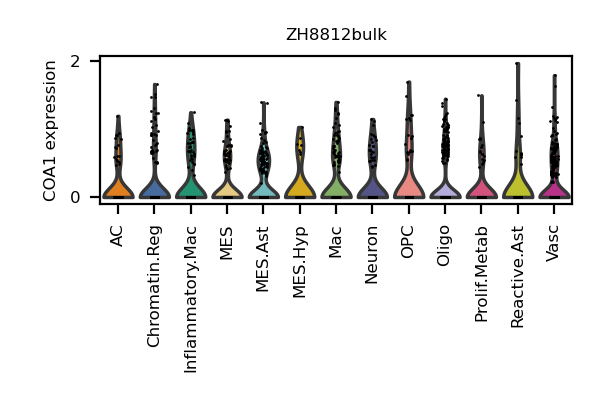 ZH8812bulk
COA1 expression
2
0
AC
Chromatin.Reg
Inflammatory.Mac
MES
MES.Ast
MES.Hyp
Mac
Neuron
OPC
Oligo
Prolif.Metab
Reactive.Ast
Vasc